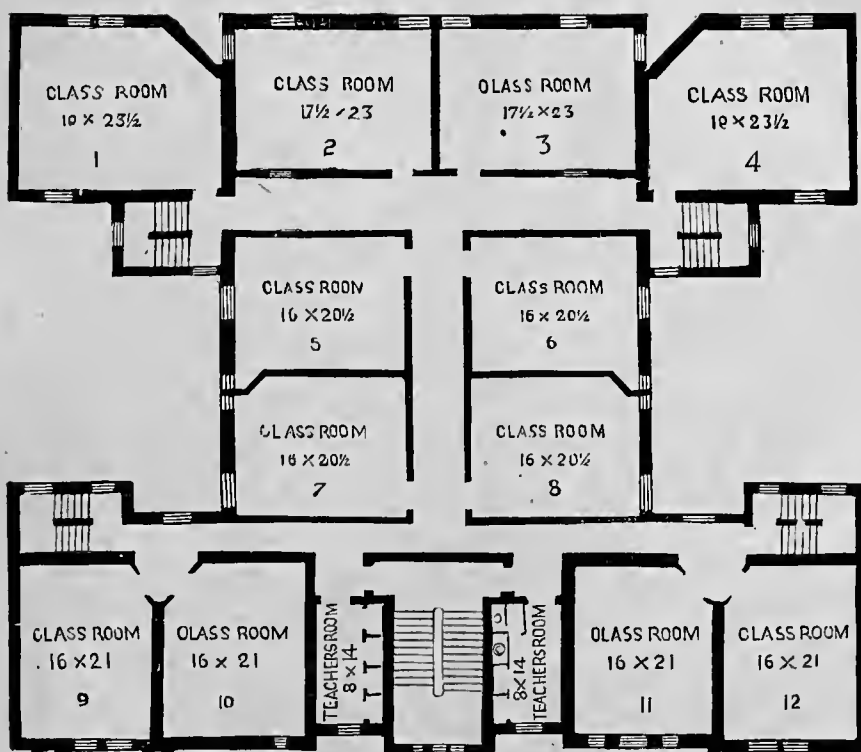 CLASS ROOM
19 × 23½
1
CLASS ROOM
17½ × 23
2
CLASS ROOM
17½ × 23
3
CLASS ROOM
19 × 23½
4
CLASS ROOM
16 × 20½
5
CLASS ROOM
16 × 20½
6
CLASS ROOM
16 × 20½
7
CLASS ROOM
16 × 20½
8
CLASS ROOM
16 × 21
9
CLASS ROOM
16 × 21
10
TEACHERS ROOM
8 × 14
8 × 14
TEACHERS ROOM
CLASS ROOM
16 × 21
11
CLASS ROOM
16 × 21
12